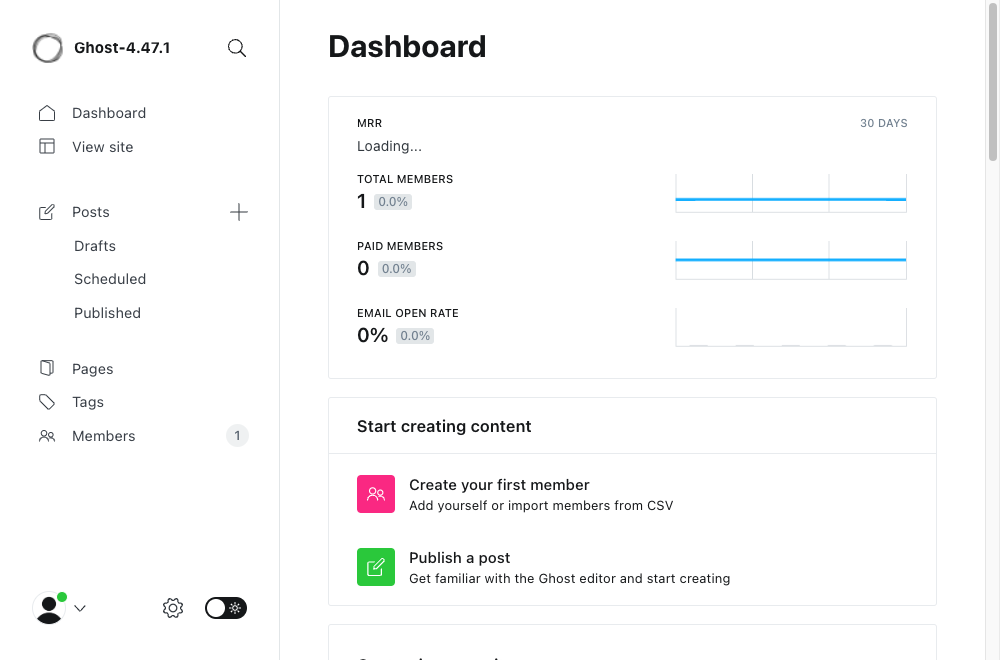 Ghost-4.47.1
Dashboard
View site
Posts
Drafts
Scheduled
Published
Pages
Tags
Members 1
Dashboard
MRR 30 DAYS
Loading...
TOTAL MEMBERS
1 0.0%
PAID MEMBERS
0 0.0%
EMAIL OPEN RATE
0% 0.0%
Start creating content
Create your first member
Add yourself or import members from CSV
Publish a post
Get familiar with the Ghost editor and start creating